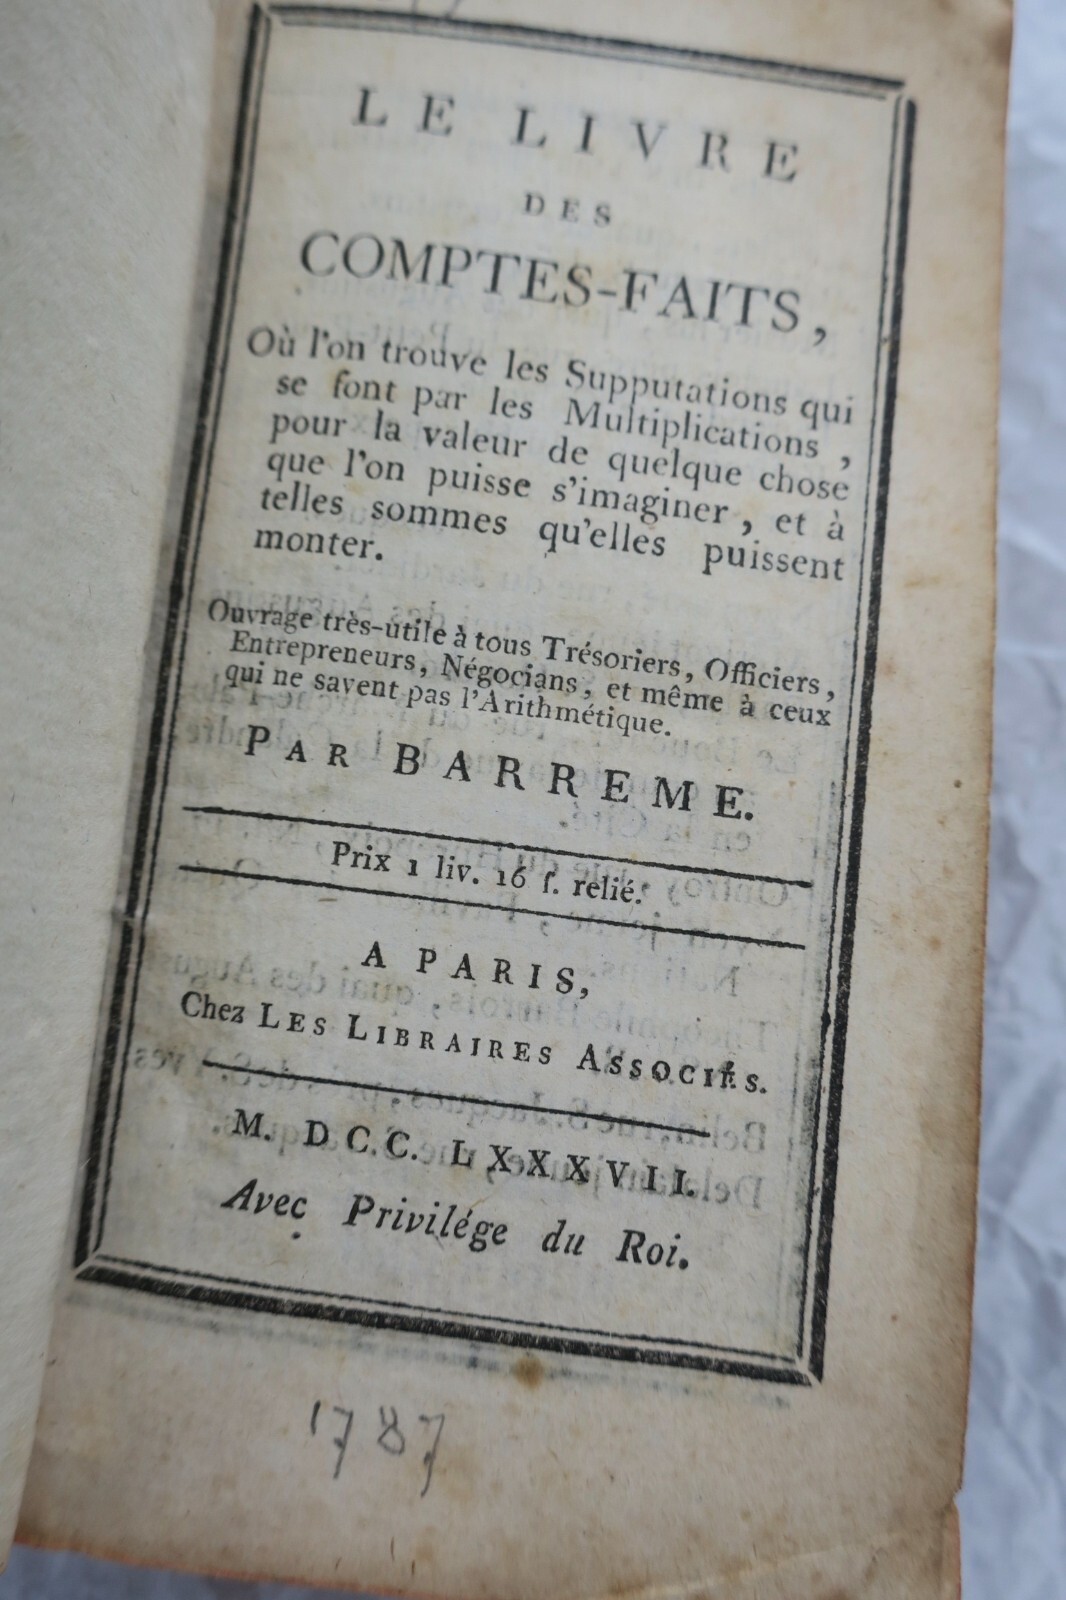 LE LIVRE
DES
COMPTES-FAITS,
Où l'on trouve les Supputations qui
se font par les Multiplications,
pour la valeur de quelque chose
que l'on puisse s'imaginer, et à
telles sommes qu'elles puissent
monter.
Ouvrage très-utile à tous Trésoriers, Officiers,
Entrepreneurs, Négocians, et même à ceux
qui ne savent pas l'Arithmétique.
PAR BARREME.
Prix 1 liv. 16 ſ. relié.
A PARIS,
Chez LES LIBRAIRES ASSOCIÉS.
M. DCC. LXXXVII.
Avec Privilége du Roi.
1787